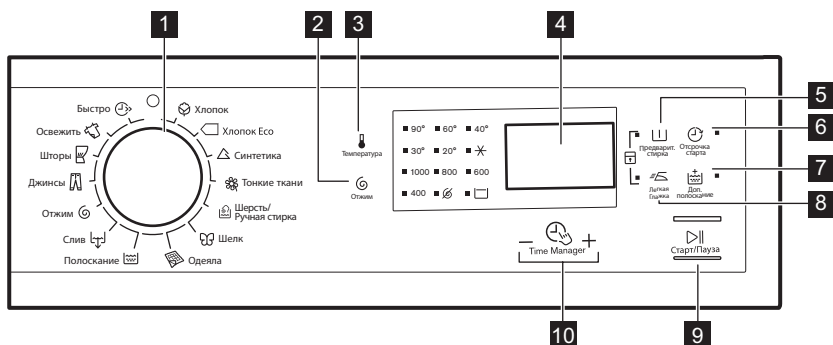 1
2
3
4
5
6
7
8
9
10
Быстро
Освежить
Шторы
Джинсы
Отжим
Слив
Полоскание
Хлопок
Хлопок Eco
Синтетика
Тонкие ткани
Шерсть/
Ручная стирка
Шелк
Одеяла
Температура
Отжим
90° 60° 40°
30° 20°
1000 800 600
400
Time Manager
Предварит.
стирка
Отсрочка
старта
Легкая
Глажка
Доп.
полоскание
Старт/Пауза